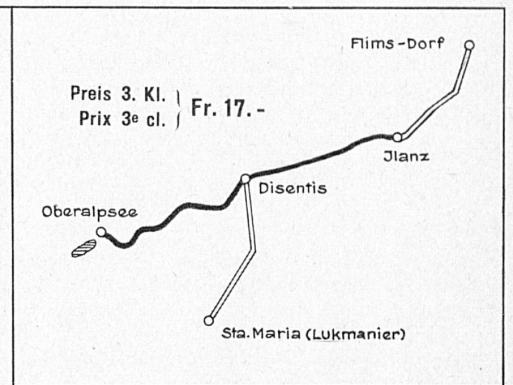 Flims-Dorf
Preis 3. Kl.
Prix 3e cl.
Fr. 17.-
Jlanz
Disentis
Oberalpsee
Sta. Maria (Lukmanier)